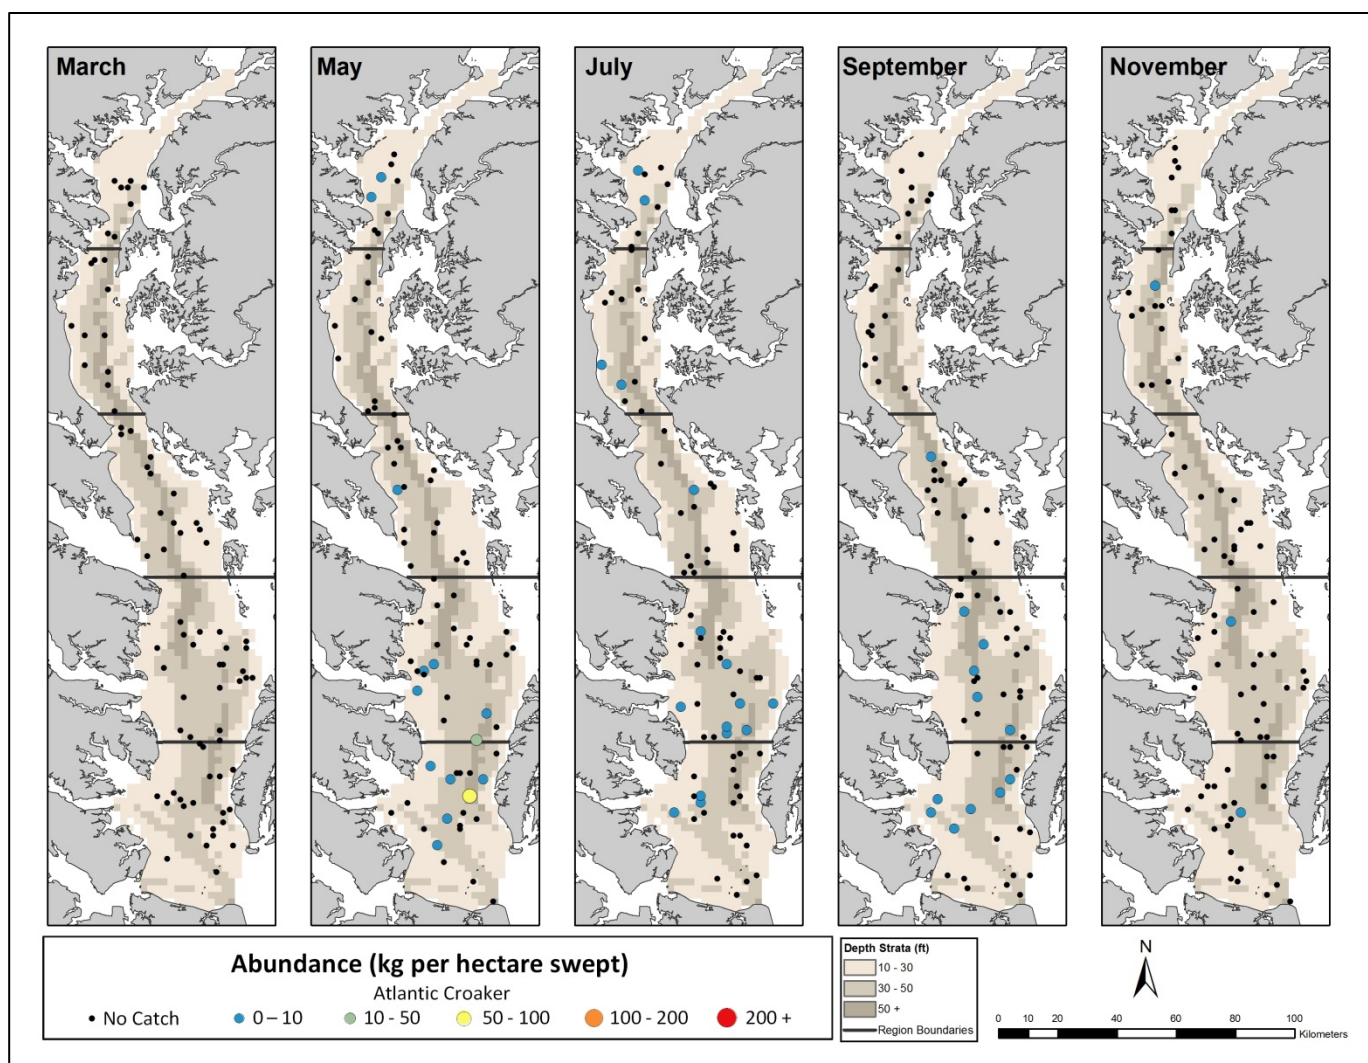 March
May
July
September
November
Abundance (kg per hectare swept)
Atlantic Croaker
No Catch
0 – 10
10 - 50
50 - 100
100 - 200
200 +
Depth Strata (ft)
10 - 30
30 - 50
50 +
Region Boundaries
N
0 10 20 40 60 80 100
Kilometers